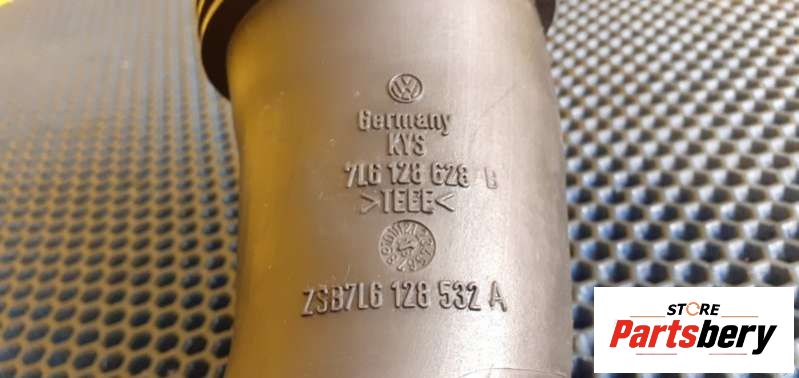 Germany
KYS
7L6 128 628 B
>TEEE<
ZSB7L6 128 532 A
STORE
Partsbery